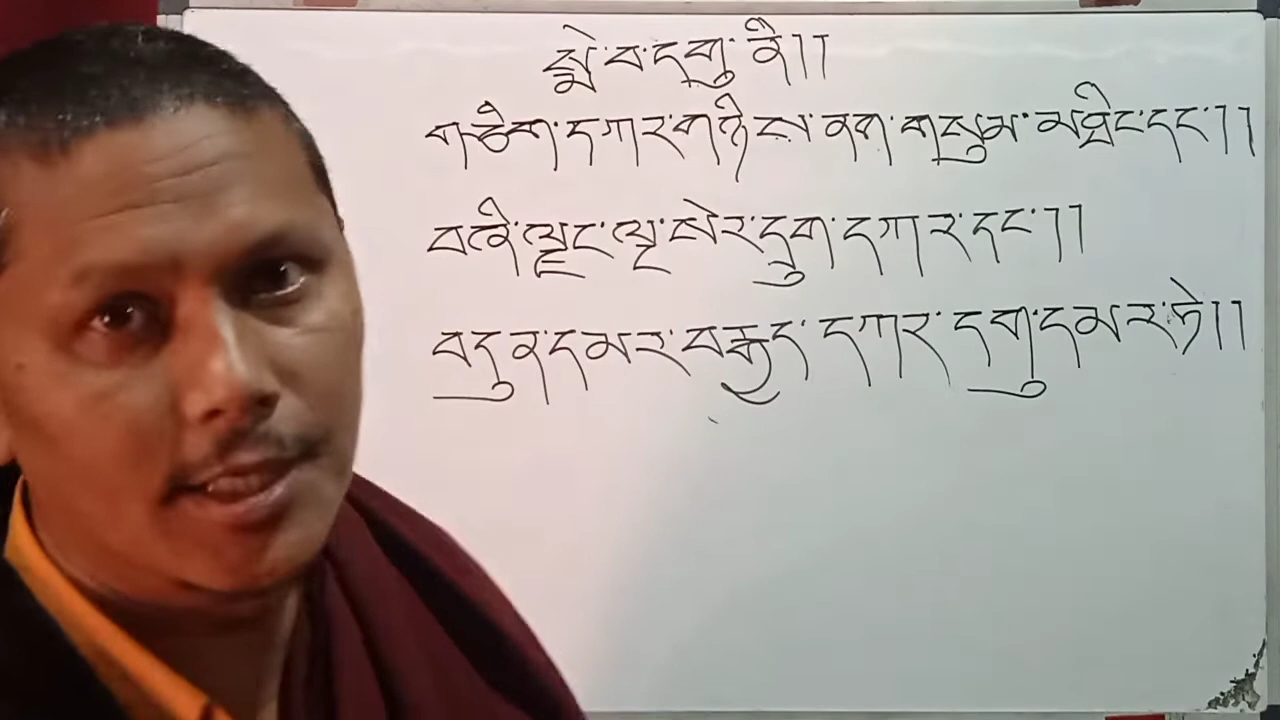 སྨེ་བ་དགུ་ནི།།
གཅིག་དཀར་གཉིས་ནག་གསུམ་མཐིང་དང་།།
བཞི་ལྗང་ལྔ་སེར་དྲུག་དཀར་དང་།།
བདུན་དམར་བརྒྱད་དཀར་དགུ་དམར་ཏེ།།